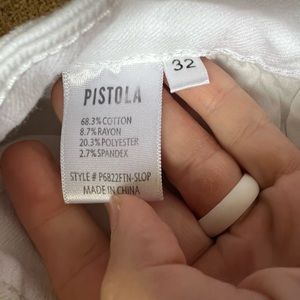 PISTOLA
68.3% COTTON
8.7% RAYON
20.3% POLYESTER
2.7% SPANDEX
STYLE # P6822FTN-SLOP
MADE IN CHINA
32